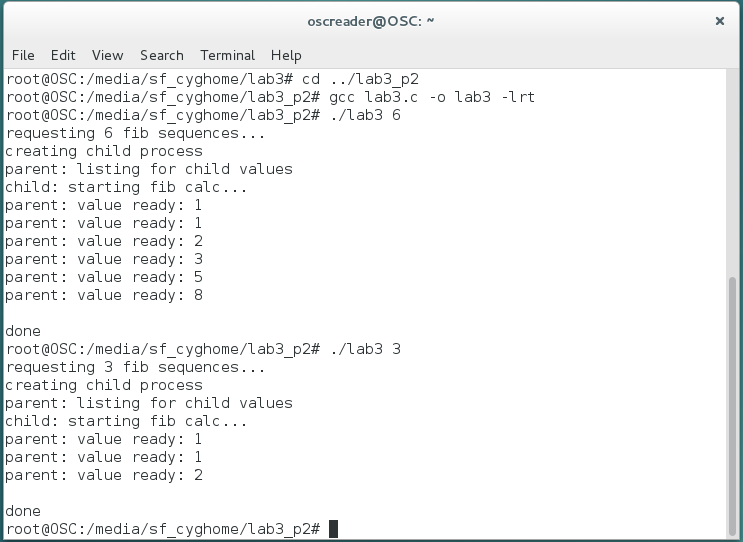 oscreader@OSC: ~
×
File Edit View Search Terminal Help
root@OSC:/media/sf_cyghome/lab3# cd ../lab3_p2
root@OSC:/media/sf_cyghome/lab3_p2# gcc lab3.c -o lab3 -lrt
root@OSC:/media/sf_cyghome/lab3_p2# ./lab3 6
requesting 6 fib sequences...
creating child process
parent: listing for child values
child: starting fib calc...
parent: value ready: 1
parent: value ready: 1
parent: value ready: 2
parent: value ready: 3
parent: value ready: 5
parent: value ready: 8
done
root@OSC:/media/sf_cyghome/lab3_p2# ./lab3 3
requesting 3 fib sequences...
creating child process
parent: listing for child values
child: starting fib calc...
parent: value ready: 1
parent: value ready: 1
parent: value ready: 2
done
root@OSC:/media/sf_cyghome/lab3_p2#